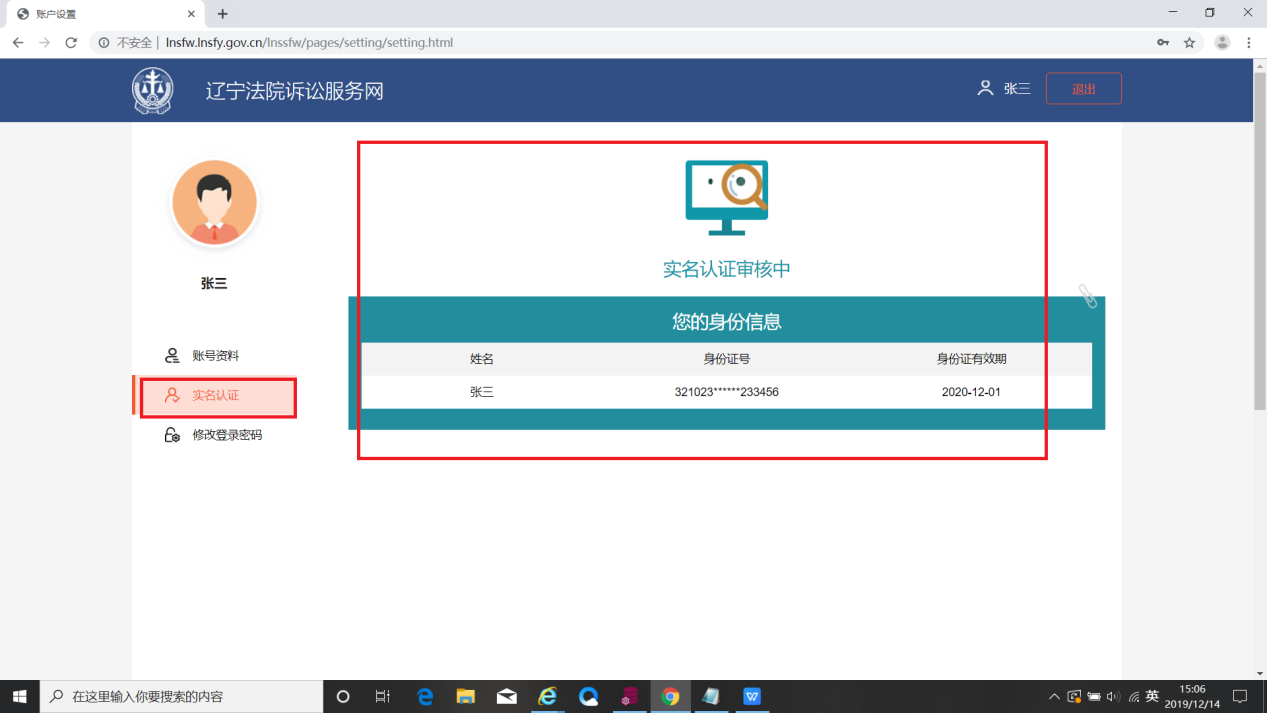 账户设置
不安全 | lnsfw.lnsfy.gov.cn/lnssfw/pages/setting/setting.html
辽宁法院诉讼服务网
张三
退出
张三
账号资料
实名认证
修改登录密码
实名认证审核中
您的身份信息
姓名 身份证号 身份证有效期
张三 321023******233456 2020-12-01
在这里输入你要搜索的内容
英
15:06
2019/12/14